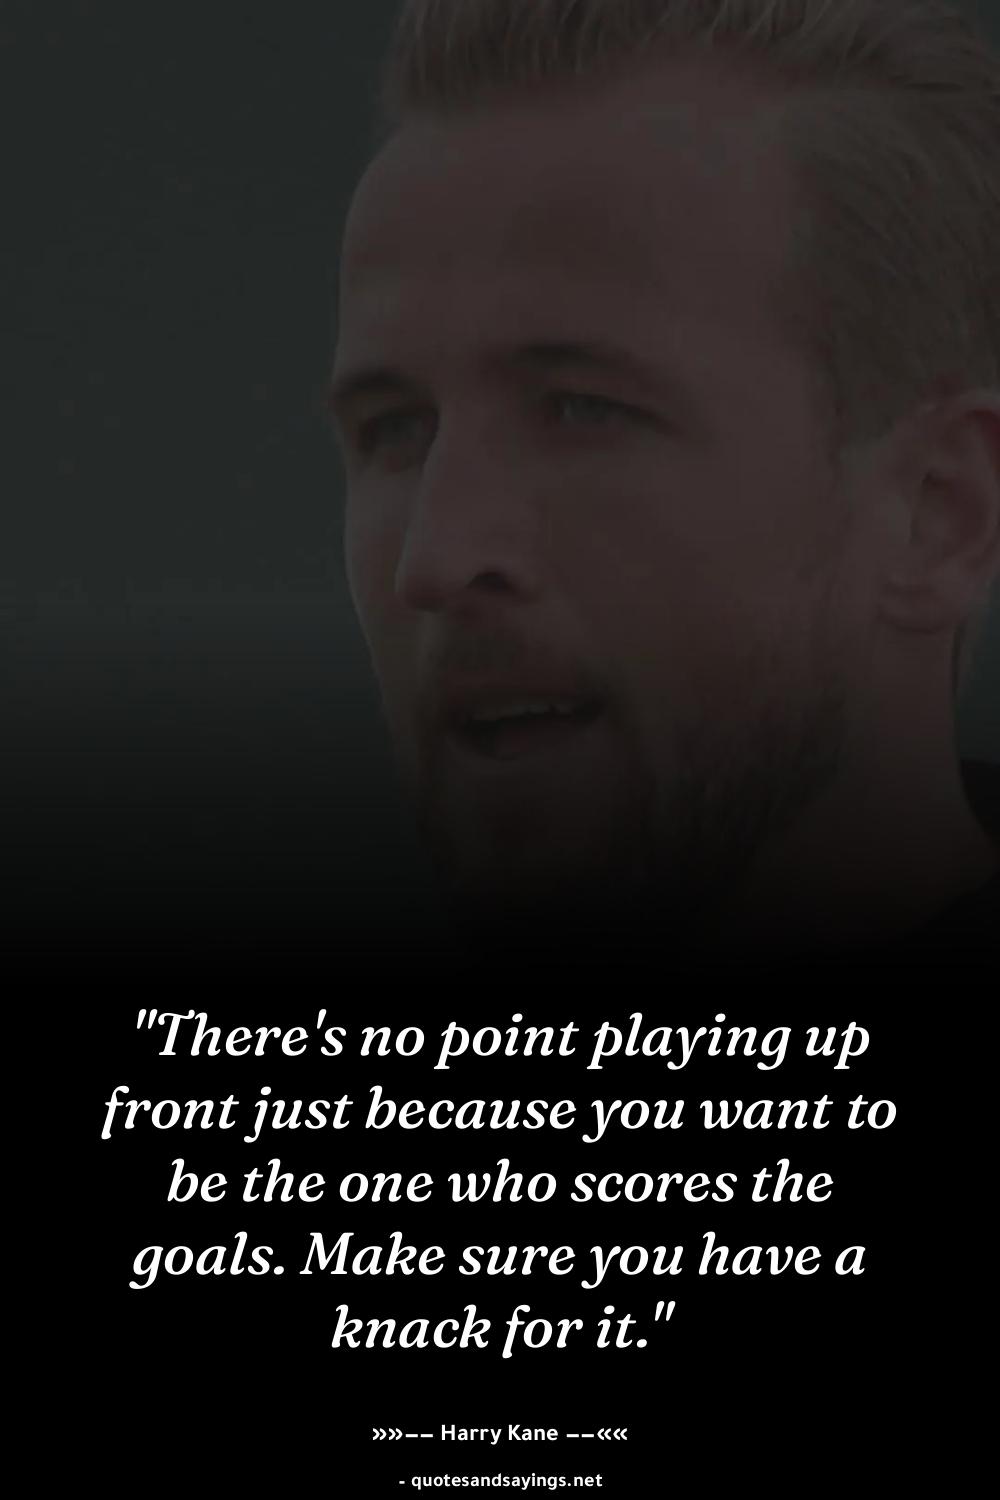 "There's no point playing up
front just because you want to
be the one who scores the
goals. Make sure you have a
knack for it."
»»–– Harry Kane ––««
- quotesandsayings.net